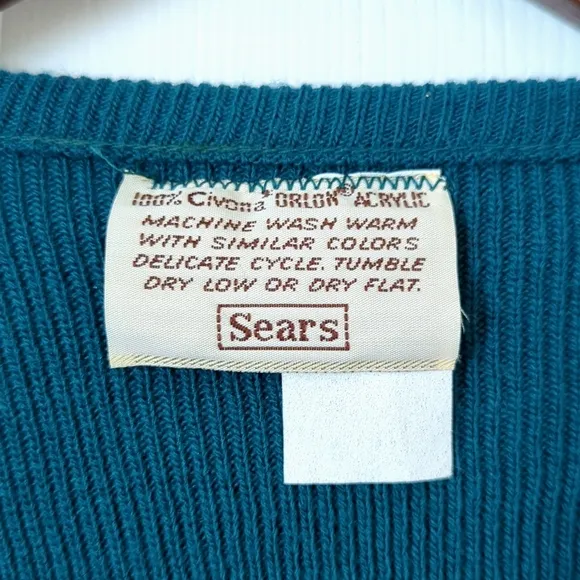 100% Civona ORLON® ACRYLIC
MACHINE WASH WARM
WITH SIMILAR COLORS
DELICATE CYCLE. TUMBLE
DRY LOW OR DRY FLAT.
Sears